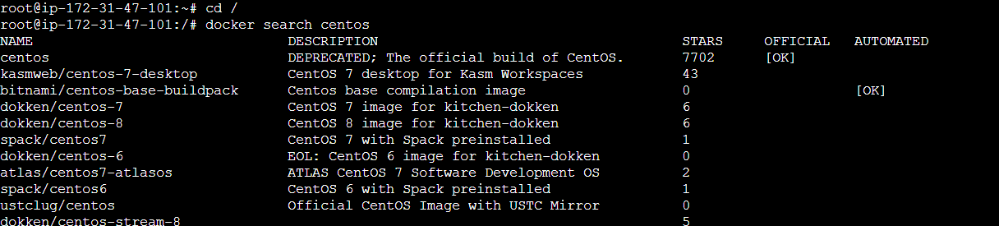 root@ip-172-31-47-101:~# cd /
root@ip-172-31-47-101:/# docker search centos
NAME DESCRIPTION STARS OFFICIAL AUTOMATED
centos DEPRECATED; The official build of CentOS. 7702 [OK]
kasmweb/centos-7-desktop CentOS 7 desktop for Kasm Workspaces 43
bitnami/centos-base-buildpack Centos base compilation image 0 [OK]
dokken/centos-7 CentOS 7 image for kitchen-dokken 6
dokken/centos-8 CentOS 8 image for kitchen-dokken 6
spack/centos7 CentOS 7 with Spack preinstalled 1
dokken/centos-6 EOL: CentOS 6 image for kitchen-dokken 0
atlas/centos7-atlasos ATLAS CentOS 7 Software Development OS 2
spack/centos6 CentOS 6 with Spack preinstalled 1
ustclug/centos Official CentOS Image with USTC Mirror 0
dokken/centos-stream-8 5